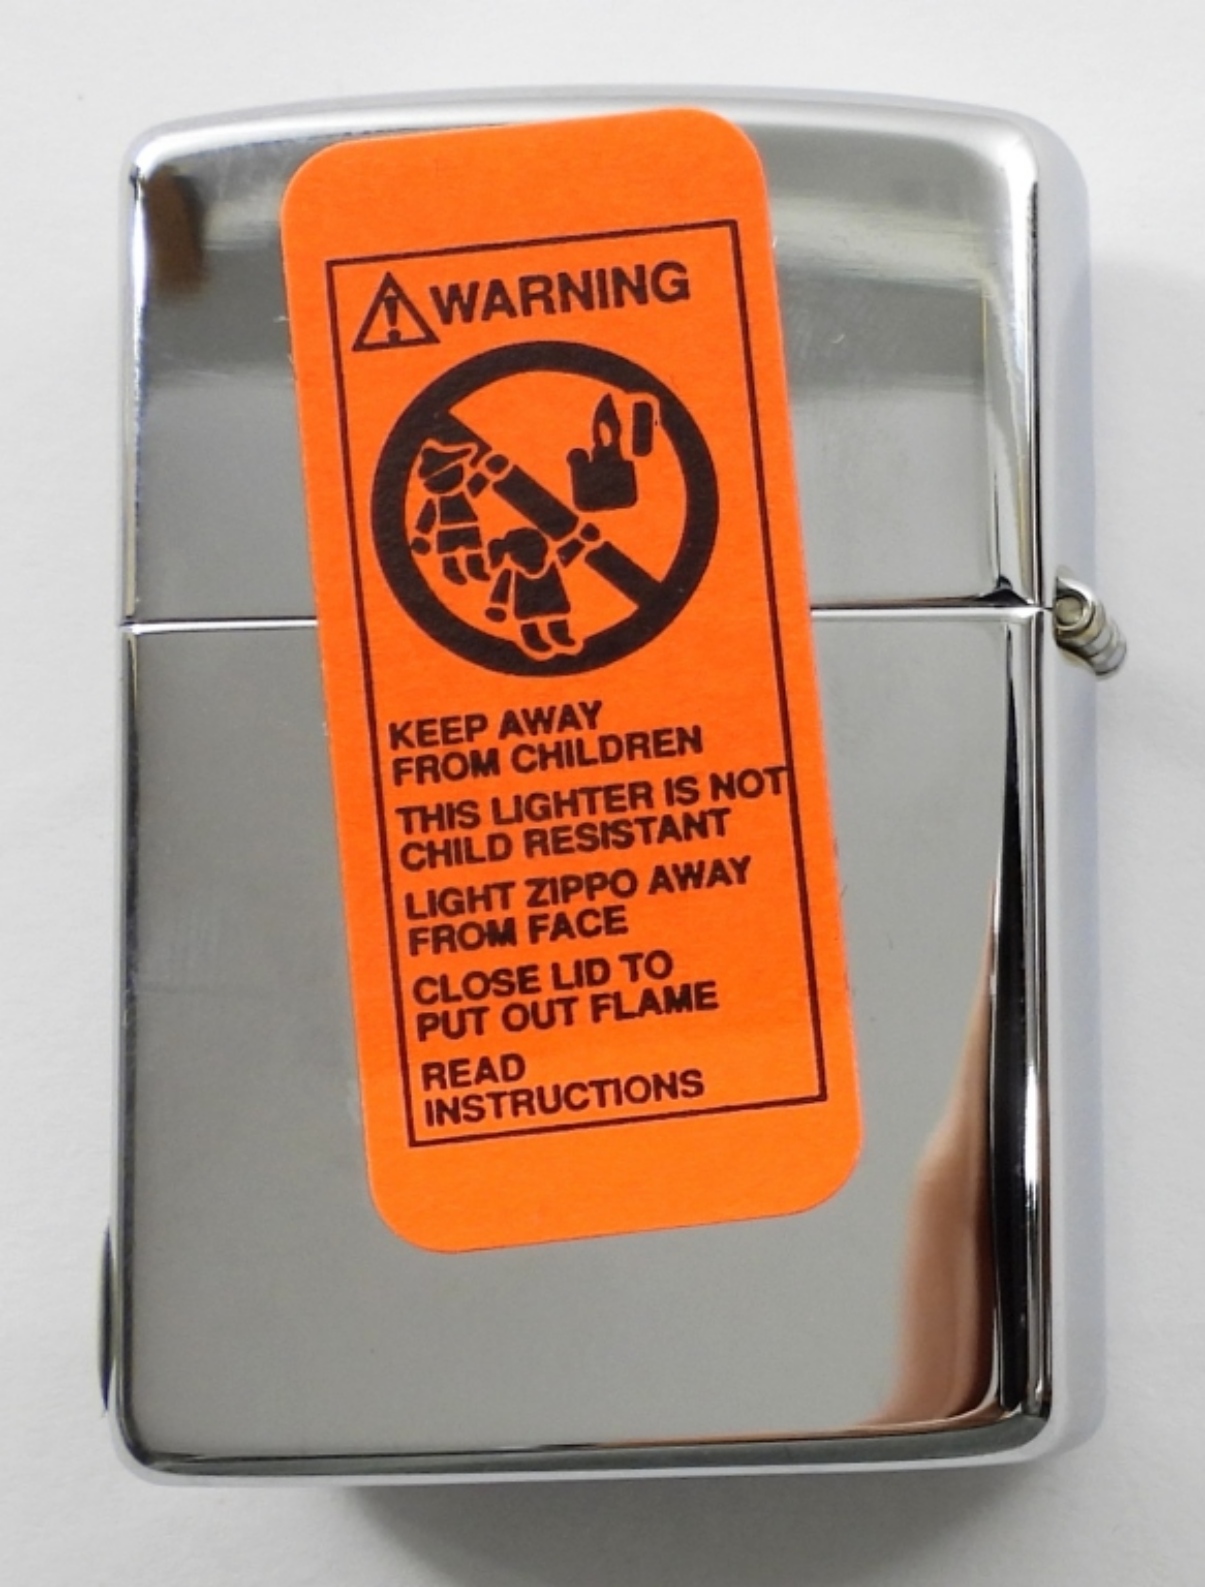 WARNING
KEEP AWAY
FROM CHILDREN
THIS LIGHTER IS NOT
CHILD RESISTANT
LIGHT ZIPPO AWAY
FROM FACE
CLOSE LID TO
PUT OUT FLAME
READ
INSTRUCTIONS